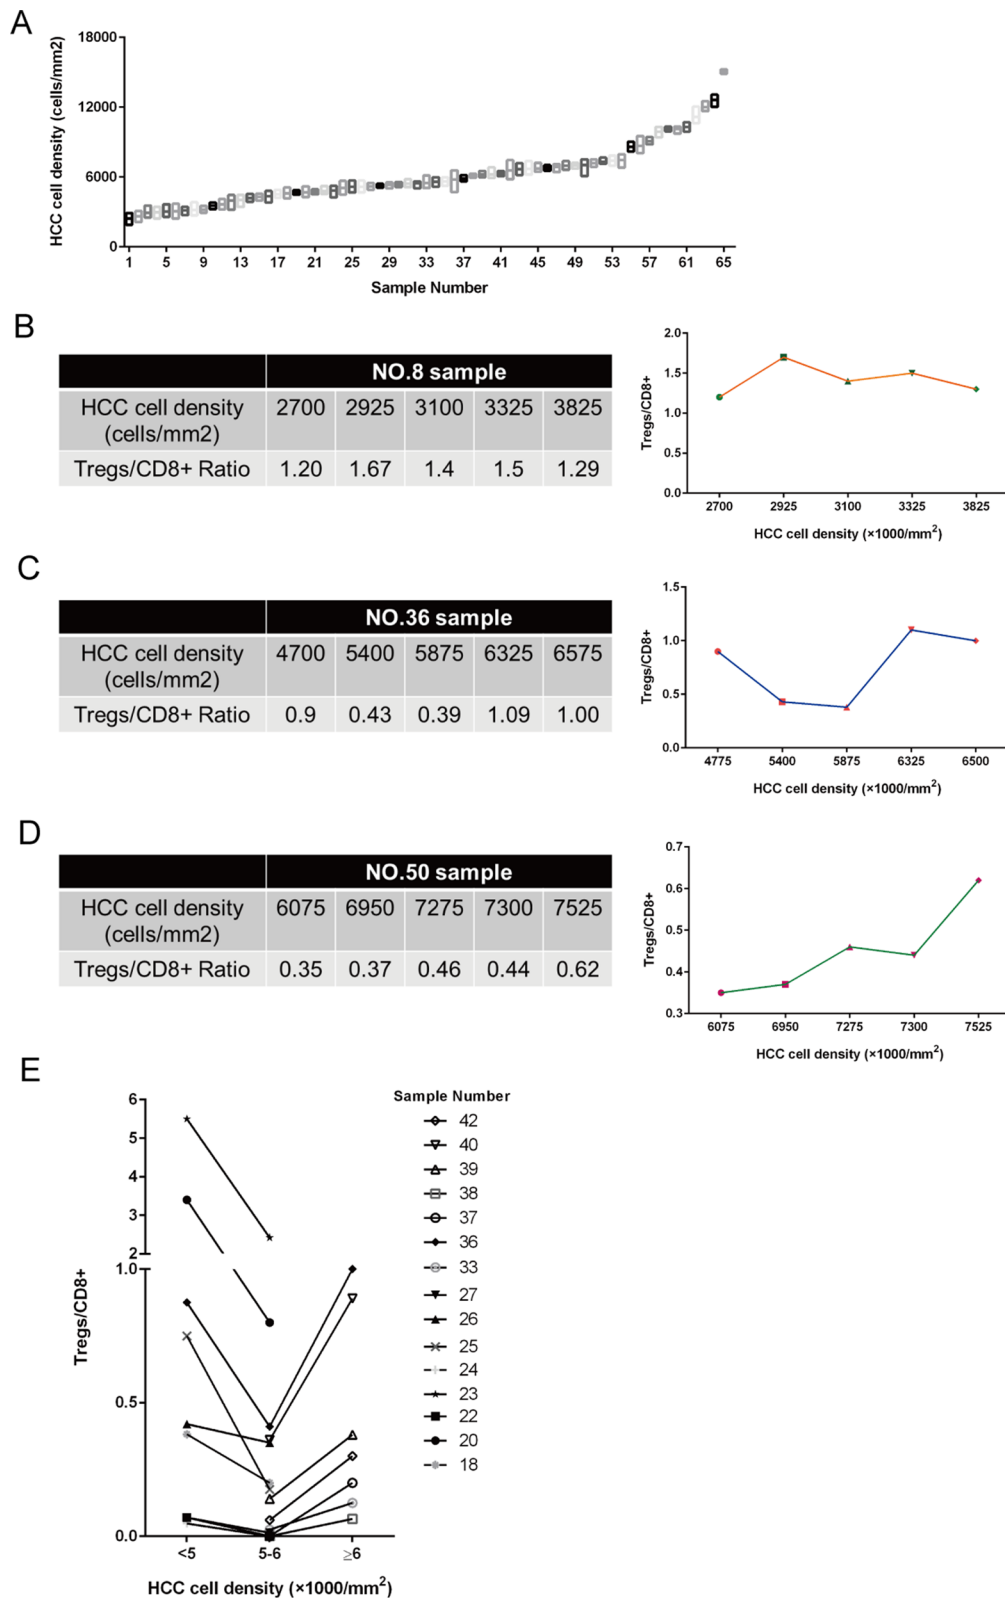 A
HCC cell density (cells/mm2)
18000
12000
6000
0
1 5 9 13 17 21 25 29 33 37 41 45 49 53 57 61 65
Sample Number
B
NO.8 sample
HCC cell density
(cells/mm2)
2700 2925 3100 3325 3825
Tregs/CD8+ Ratio 1.20 1.67 1.4 1.5 1.29
Tregs/CD8+
2.0
1.5
1.0
0.5
0.0
2700 2925 3100 3325 3825
HCC cell density (×1000/mm2)
C
NO.36 sample
HCC cell density
(cells/mm2)
4700 5400 5875 6325 6575
Tregs/CD8+ Ratio 0.9 0.43 0.39 1.09 1.00
Tregs/CD8+
1.5
1.0
0.5
0.0
4775 5400 5875 6325 6500
HCC cell density (×1000/mm2)
D
NO.50 sample
HCC cell density
(cells/mm2)
6075 6950 7275 7300 7525
Tregs/CD8+ Ratio 0.35 0.37 0.46 0.44 0.62
Tregs/CD8+
0.7
0.6
0.5
0.4
0.3
6075 6950 7275 7300 7525
HCC cell density (×1000/mm2)
E
Tregs/CD8+
6
5
4
3
2
1.0
0.5
0.0
<5 5-6 ≥6
HCC cell density (×1000/mm2)
Sample Number
42
40
39
38
37
36
33
27
26
25
24
23
22
20
18